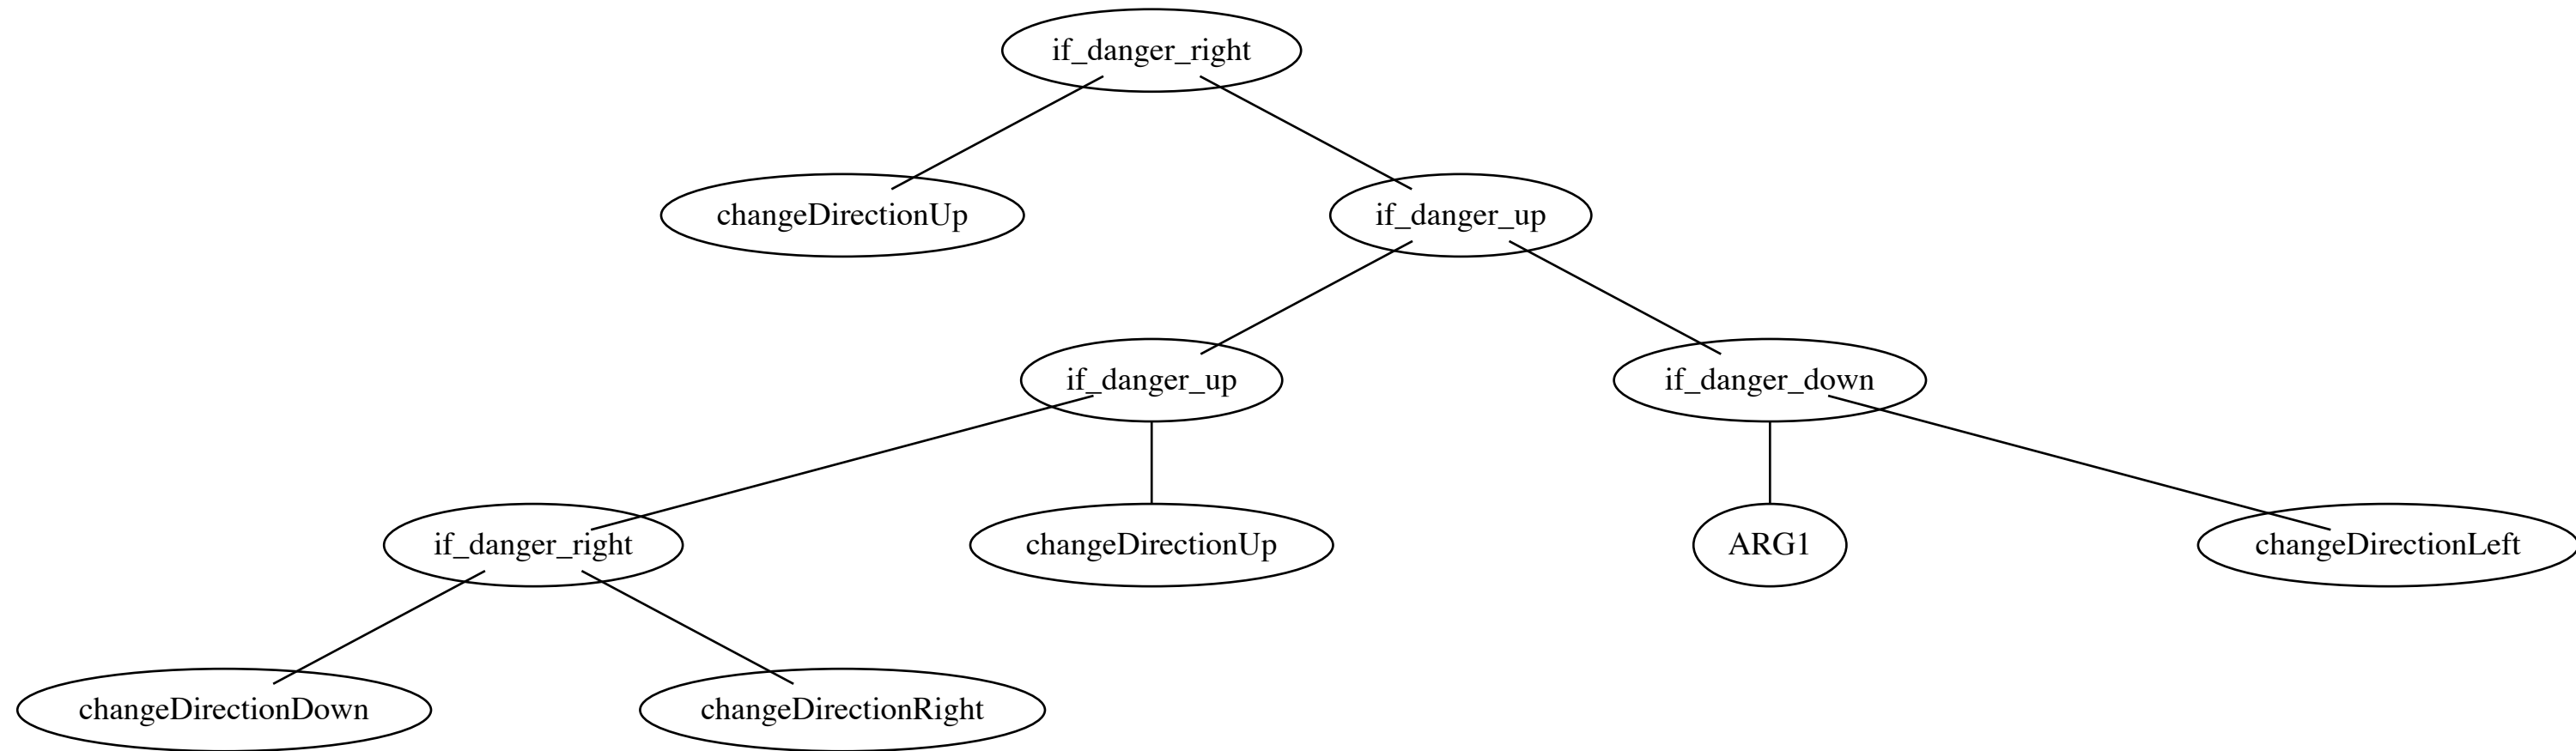 if_danger_right
changeDirectionUp
if_danger_up
if_danger_up
if_danger_down
if_danger_right
changeDirectionUp
ARG1
changeDirectionLeft
changeDirectionDown
changeDirectionRight